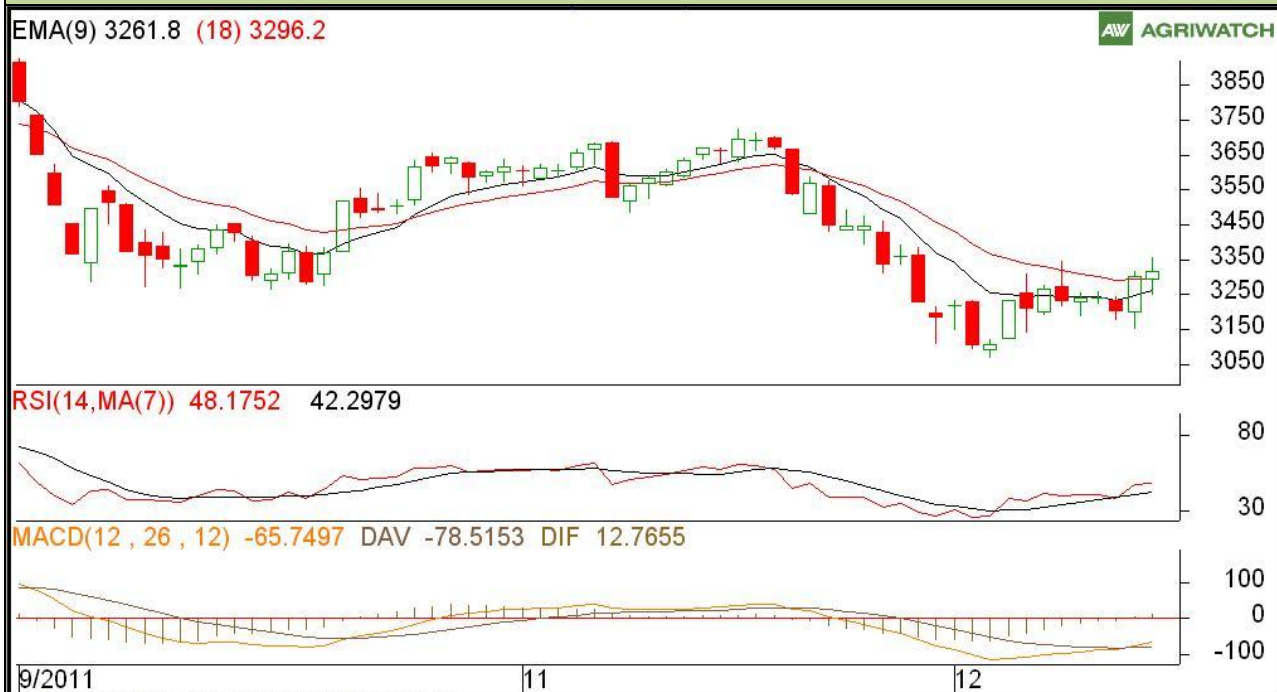 EMA(9) 3261.8 (18) 3296.2
AW AGRIWATCH
3850
3750
3650
3550
3450
3350
3250
3150
3050
RSI(14,MA(7)) 48.1752 42.2979
80
30
MACD(12 , 26 , 12) -65.7497 DAV -78.5153 DIF 12.7655
100
0
-100
9/2011 11 12